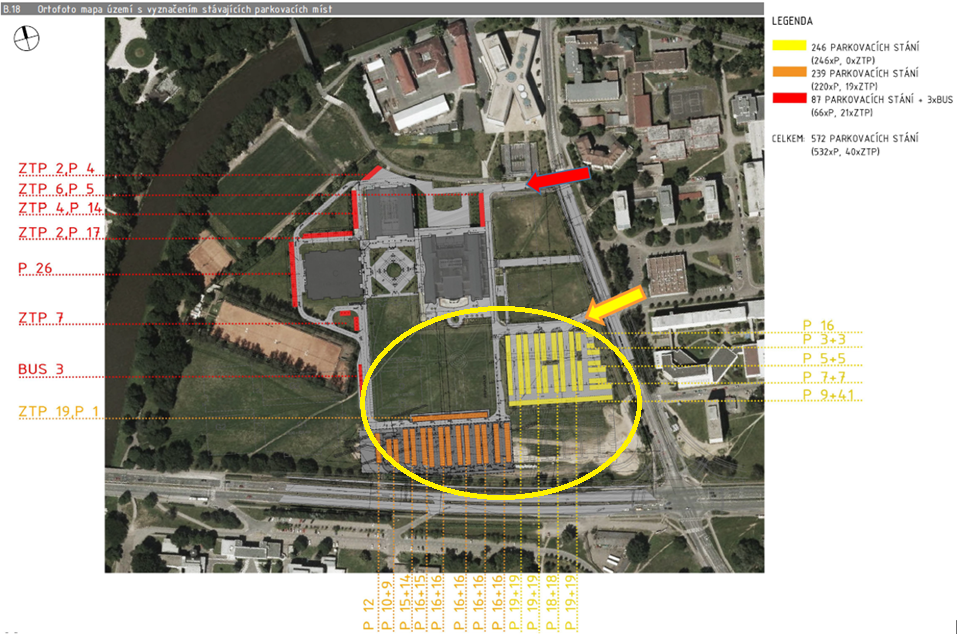 B.18 Ortofoto mapa území s vyznačením stávajících parkovacích míst
LEGENDA
246 PARKOVACÍCH STÁNÍ
(246xP, 0xZTP)
239 PARKOVACÍCH STÁNÍ
(220xP, 19xZTP)
87 PARKOVACÍCH STÁNÍ + 3xBUS
(66xP, 21xZTP)
CELKEM: 572 PARKOVACÍCH STÁNÍ
(532xP, 40xZTP)
ZTP 2,P 4
ZTP 6,P 5
ZTP 4,P 14
ZTP 2,P 17
P 26
ZTP 7
BUS 3
ZTP 19,P 1
P 16
P 3+3
P 5+5
P 7+7
P 9+41
P 12
P 10+9
P 15+14
P 16+15
P 16+16
P 16+16
P 16+16
P 16+16
P 19+19
P 19+19
P 18+18
P 19+19